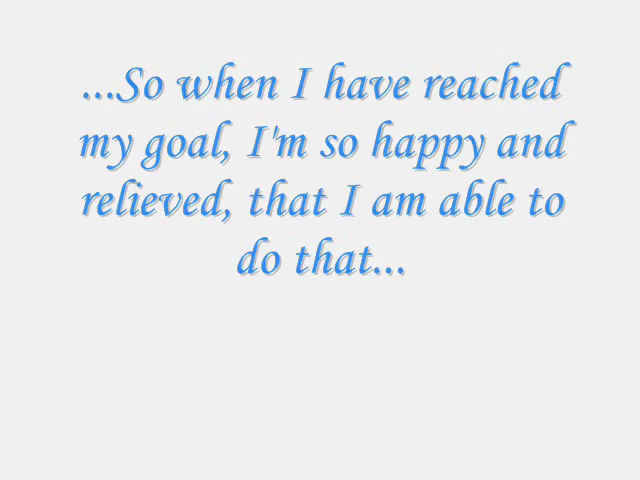 ...So when I have reached
my goal, I'm so happy and
relieved, that I am able to
do that...